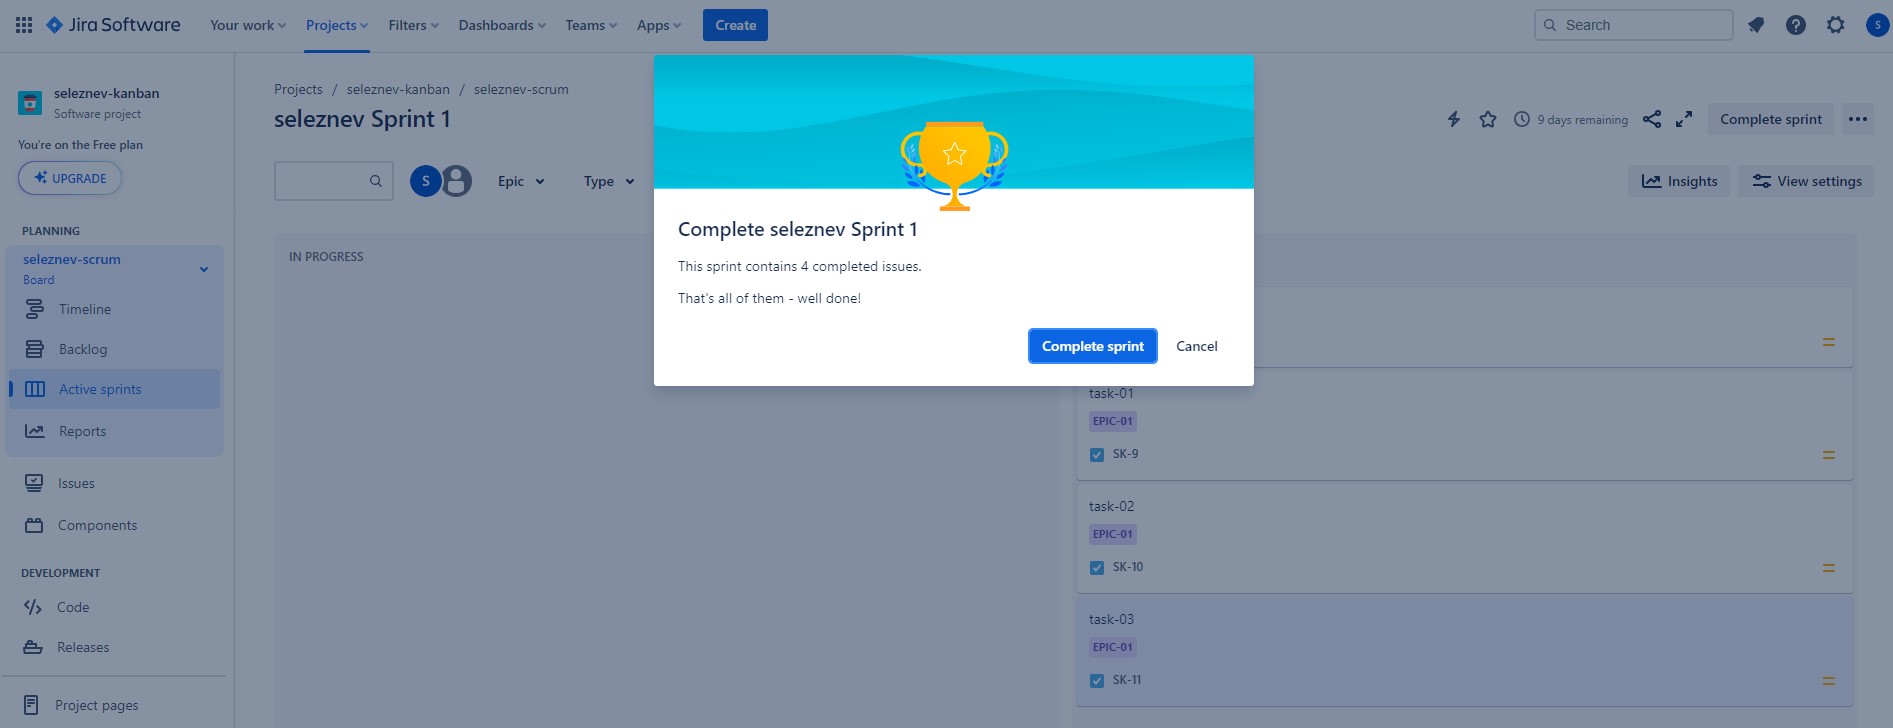 Jira Software
Your work
Projects
Filters
Dashboards
Teams
Apps
Create
Search
S
seleznev-kanban
Software project
You're on the Free plan
UPGRADE
PLANNING
seleznev-scrum
Board
Timeline
Backlog
Active sprints
Reports
Issues
Components
DEVELOPMENT
Code
Releases
Project pages
Projects / seleznev-kanban / seleznev-scrum
seleznev Sprint 1
9 days remaining
Complete sprint
S
Epic
Type
Insights
View settings
IN PROGRESS
Complete seleznev Sprint 1
This sprint contains 4 completed issues.
That's all of them - well done!
Complete sprint
Cancel
task-01
EPIC-01
SK-9
task-02
EPIC-01
SK-10
task-03
EPIC-01
SK-11